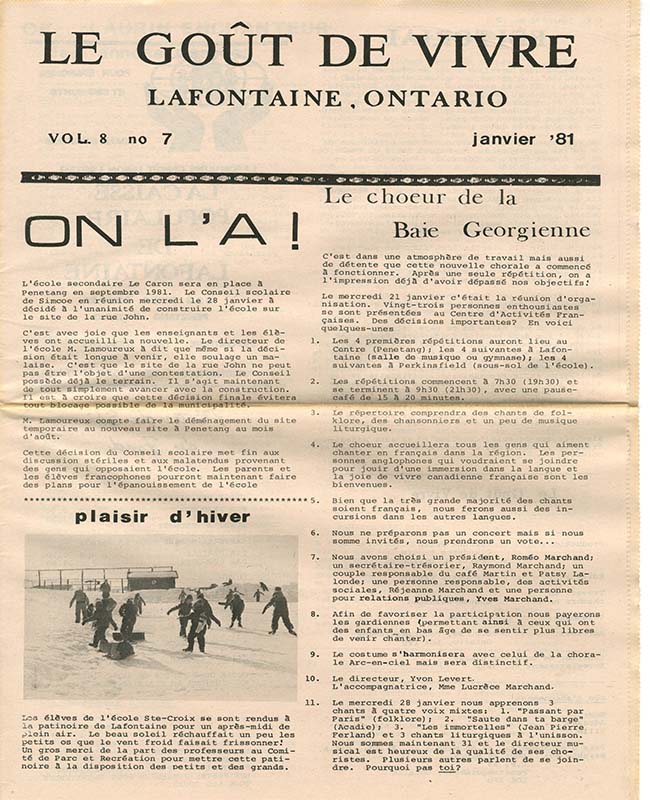 LE GOÛT DE VIVRE
LAFONTAINE, ONTARIO
VOL. 8 no 7
janvier '81
ON L'A!
L'école secondaire Le Caron sera en place à
Penetang en septembre 1981. Le Conseil scolaire
de Simcoe en réunion mercredi le 28 janvier à
décidé à l'unanimité de construire l'école sur
le site de la rue John.
C'est avec joie que les enseignants et les élè-
ves ont accueilli la nouvelle. Le directeur de
l'école M. Lamoureux à dit que même si la déci-
sion était longue à venir, elle soulage un ma-
laise. C'est que le site de la rue John ne peut
pas être l'objet d'une contestation. Le Conseil
possède déjà le terrain. Il s'agit maintenant
de tout simplement avancer avec la construction.
Il est à croire que cette décision finale évitera
tout blocage possible de la municipalité.
M. Lamoureux compte faire le déménagement du site
temporaire au nouveau site à Penetang au mois
d'août.
Cette décision du Conseil scolaire met fin aux
discussion stériles et aux malatendus provenant
des gens qui opposaient l'école. Les parents et
les élèves francophones pourront maintenant faire
des plans pour l'épanouissement de l'école
plaisir d'hiver
Les élèves de l'école Ste-Croix se sont rendus à
la patinoire de Lafontaine pour un après-midi de
plein air. Le beau soleil réchauffait un peu les
petits os que le vent froid faisait frissonner!
Un gros merci de la part des professeurs au Comi-
té de Parc et Recréation pour mettre cette pati-
noire à la disposition des petits et des grands.
Le choeur de la
Baie Georgienne
C'est dans une atmosphère de travail mais aussi
de détente que cette nouvelle chorale a commencé
à fonctionner. Après une seule répétition, on a
l'impression déjà d'avoir dépassé nos objectifs!
Le mercredi 21 janvier c'était la réunion d'orga-
nisation. Vingt-trois personnes enthousiastes
se sont présentées au Centre d'Activités Fran-
çaises. Des décisions importantes? En voici
quelques-unes
1. Les 4 premières répétitions auront lieu au
Centre (Penetang); les 4 suivantes à Lafon-
taine (salle de musique ou gymnase); les 4
suivantes à Perkinsfield (sous-sol de l'école).
2. Les répétitions commencent à 7h30 (19h30) et
se terminent à 9h30 (21h30), avec une pause-
café de 15 à 20 minutes.
3. Le répertoire comprendra des chants de fol-
klore, des chansonniers et un peu de musique
liturgique.
4. Le choeur accueillera tous les gens qui aiment
chanter en français dans la région. Les per-
sonnes anglophones qui voudraient se joindre
pour jouir d'une immersion dans la langue et
la joie de vivre canadienne française sont les
bienvenues.
5. Bien que la très grande majorité des chants
soient français, nous ferons aussi des in-
cursions dans les autres langues.
6. Nous ne préparons pas un concert mais si nous
somme invités, nous prendrons un vote...
7. Nous avons choisi un président, Roméo Marchand;
un secrétaire-trésorier, Raymond Marchand; un
couple responsable du café Martin et Patsy La-
londe; une personne responsable, des activités
sociales, Réjeanne Marchand et une personne
pour relations publiques, Yves Marchand.
8. Afin de favoriser la participation nous payerons
les gardiennes (permettant ainsi à ceux qui ont
des enfants en bas âge de se sentir plus libres
de venir chanter).
9. Le costume s'harmonisera avec celui de la chora-
le Arc-en-ciel mais sera distinctif.
10. Le directeur, Yvon Levert.
L'accompagnatrice, Mme Lucrèce Marchand.
11. Le mercredi 28 janvier nous apprenons 3
chants à quatre voix mixtes: 1. "Passant par
Paris" (folklore); 2. "Saute dans ta barge"
(Acadie); 3. "Les immortelles" (Jean Pierre
Ferland) et 3 chants liturgiques à l'unisson.
Nous sommes maintenant 31 et le directeur mu-
sical est heureux de la qualité de ses cho-
ristes. Plusieurs autres parlent de se join-
dre. Pourquoi pas toi?